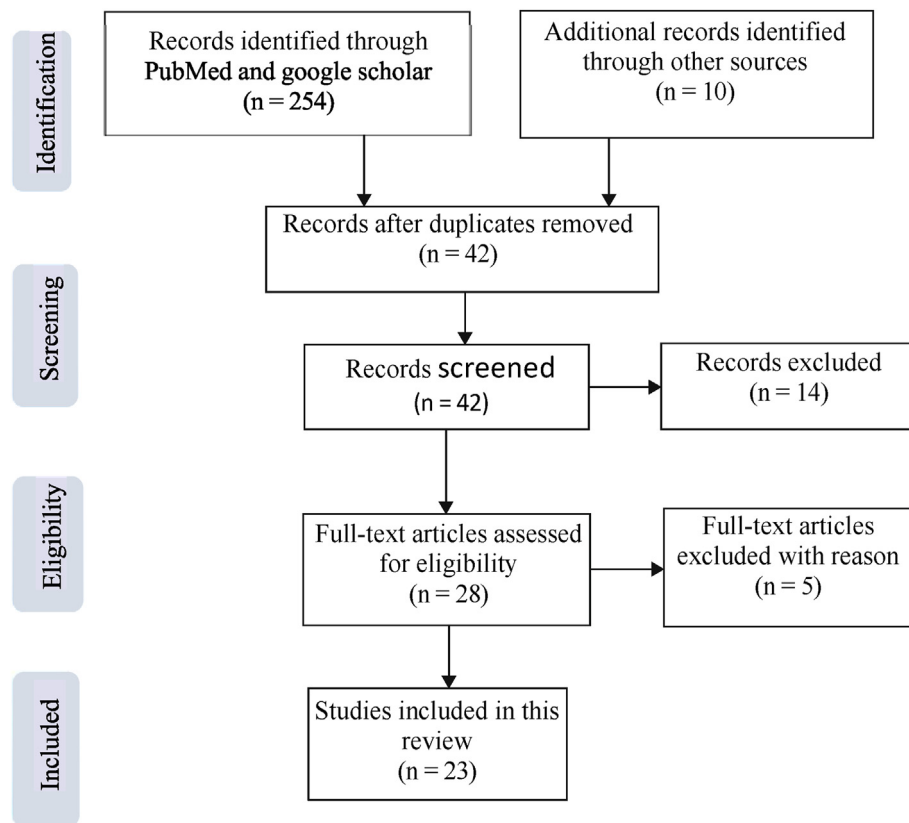 Identification
Records identified through
PubMed and google scholar
(n = 254)
Additional records identified
through other sources
(n = 10)
Records after duplicates removed
(n = 42)
Screening
Records screened
(n = 42)
Records excluded
(n = 14)
Eligibility
Full-text articles assessed
for eligibility
(n = 28)
Full-text articles
excluded with reason
(n = 5)
Included
Studies included in this
review
(n = 23)